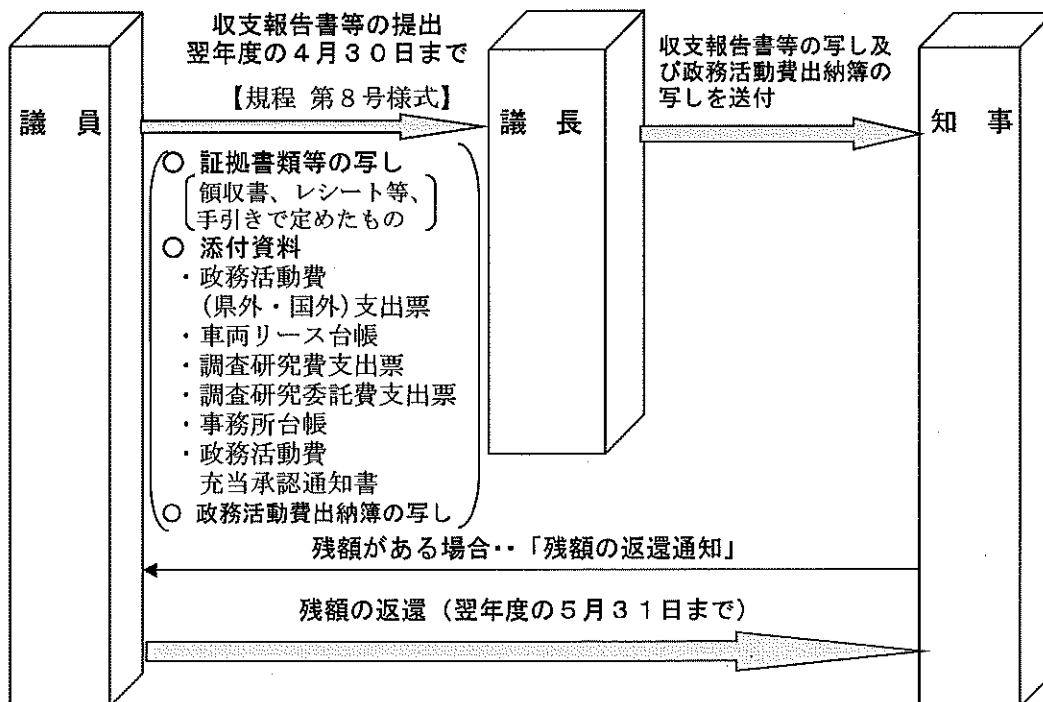 収支報告書等の提出
翌年度の4月30日まで
【規程 第8号様式】
収支報告書等の写し及
び政務活動費出納簿の
写しを送付
議 員
議 長
知 事
○ 証拠書類等の写し
領収書、レシート等、
手引きで定めたもの
○ 添付資料
・政務活動費
(県外・国外)支出票
・車両リース台帳
・調査研究費支出票
・調査研究委託費支出票
・事務所台帳
・政務活動費
充当承認通知書
○ 政務活動費出納簿の写し
残額がある場合‥「残額の返還通知」
残額の返還(翌年度の5月31日まで)